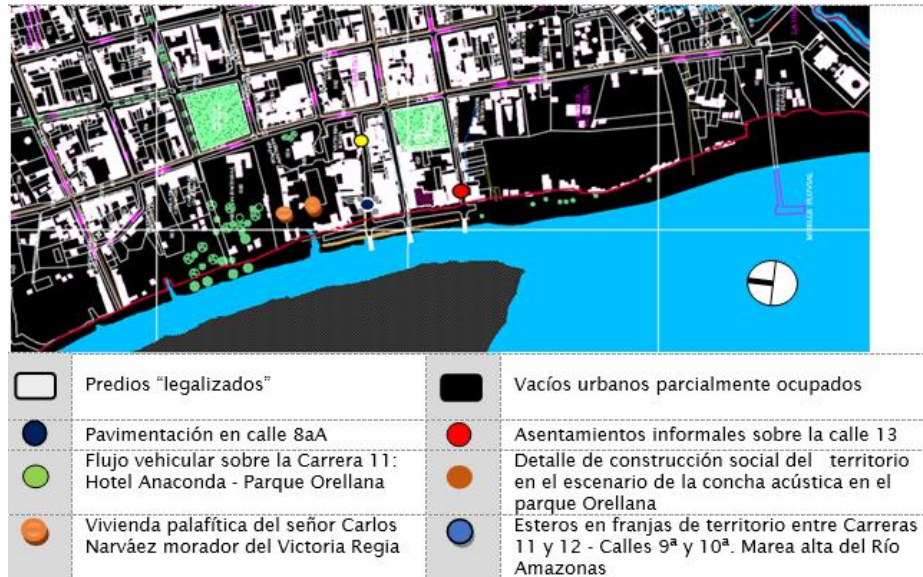 MUELLE FLUVIAL
Predios “legalizados”
Vacíos urbanos parcialmente ocupados
Pavimentación en calle 8aA
Asentamientos informales sobre la calle 13
Flujo vehicular sobre la Carrera 11:
Hotel Anaconda - Parque Orellana
Detalle de construcción social del territorio
en el escenario de la concha acústica en el
parque Orellana
Vivienda palafítica del señor Carlos
Narváez morador del Victoria Regia
Esteros en franjas de territorio entre Carreras
11 y 12 - Calles 9ª y 10ª. Marea alta del Río
Amazonas